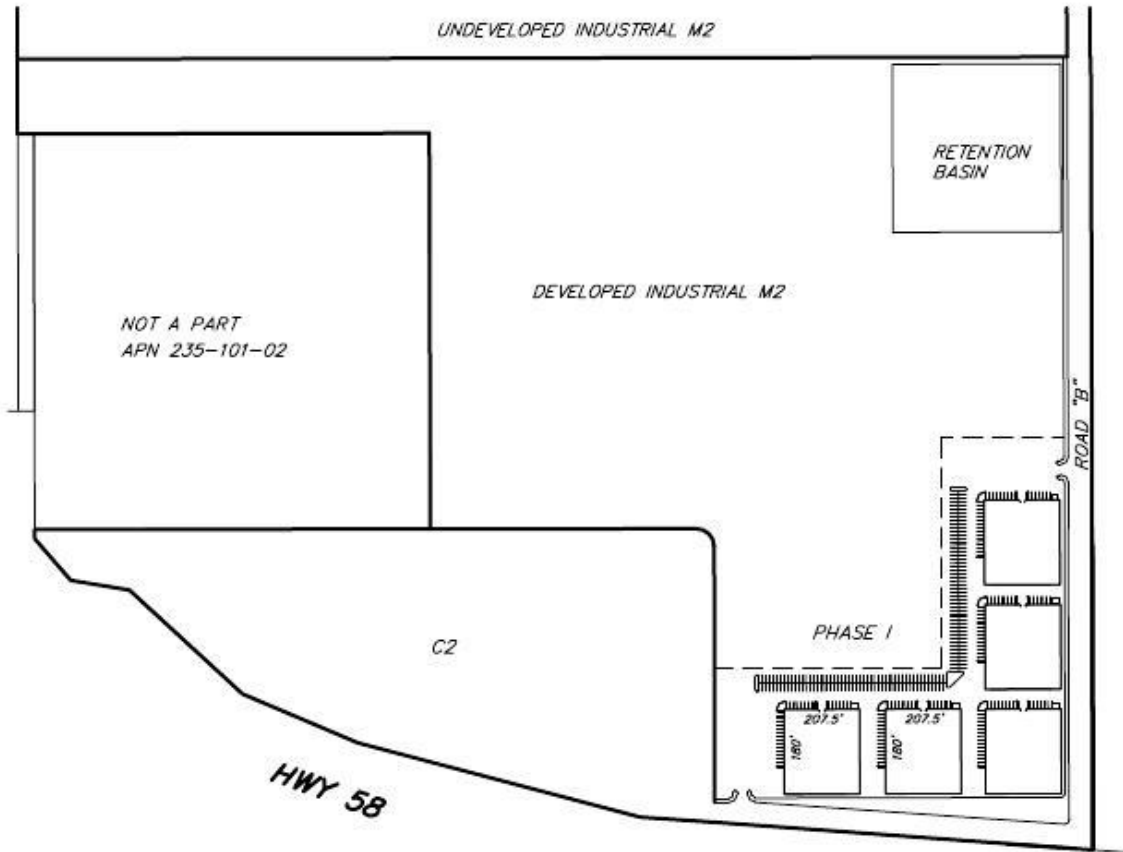 UNDEVELOPED INDUSTRIAL M2
RETENTION
BASIN
DEVELOPED INDUSTRIAL M2
NOT A PART
APN 235-101-02
ROAD "B"
PHASE I
C2
207.5'
207.5'
180'
180'
HWY 58